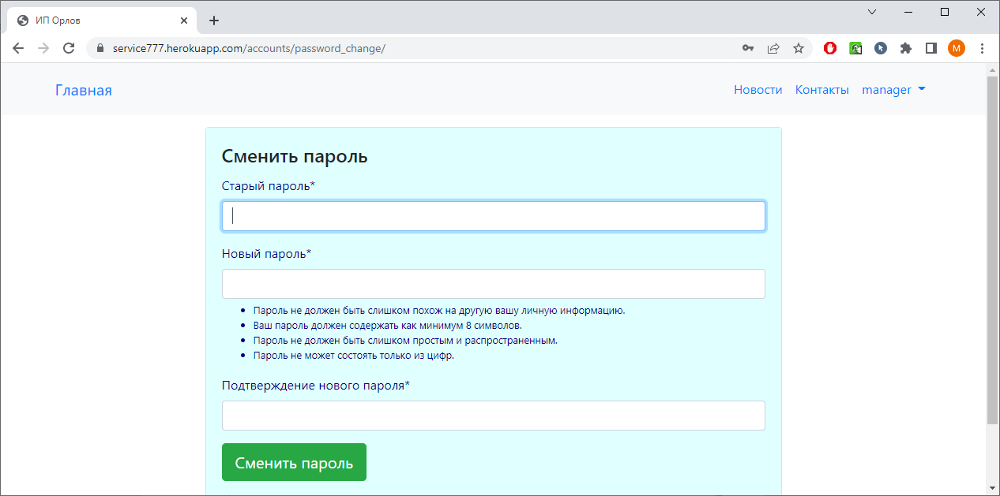 ИП Орлов
service777.herokuapp.com/accounts/password_change/
M
Главная
Новости Контакты manager
Сменить пароль
Старый пароль*
Новый пароль*
Пароль не должен быть слишком похож на другую вашу личную информацию.
Ваш пароль должен содержать как минимум 8 символов.
Пароль не должен быть слишком простым и распространенным.
Пароль не может состоять только из цифр.
Подтверждение нового пароля*
Сменить пароль